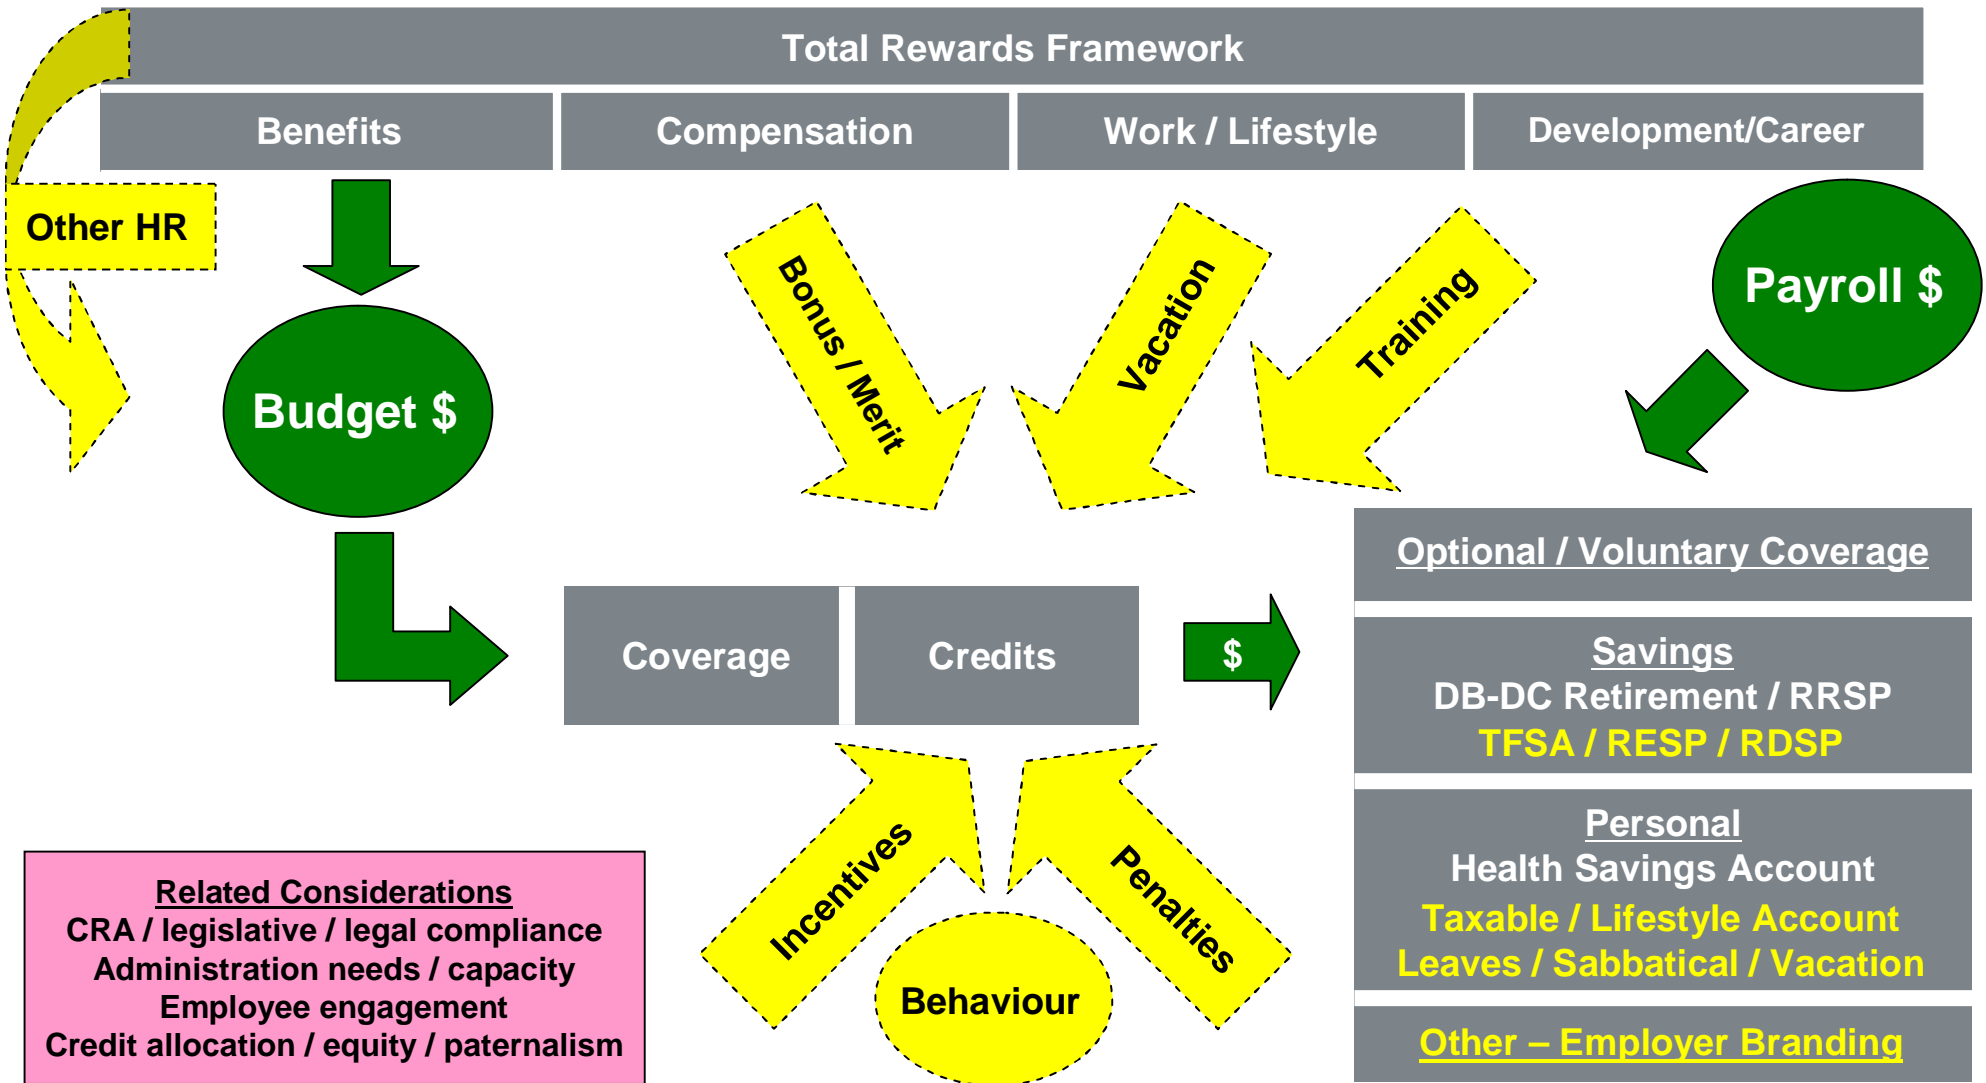 Total Rewards Framework
Benefits
Compensation
Work / Lifestyle
Development/Career
Other HR
Budget $
Bonus / Merit
Vacation
Training
Payroll $
Coverage
Credits
$
Optional / Voluntary Coverage
Savings
DB-DC Retirement / RRSP
TFSA / RESP / RDSP
Personal
Health Savings Account
Taxable / Lifestyle Account
Leaves / Sabbatical / Vacation
Other – Employer Branding
Incentives
Penalties
Behaviour
Related Considerations
CRA / legislative / legal compliance
Administration needs / capacity
Employee engagement
Credit allocation / equity / paternalism